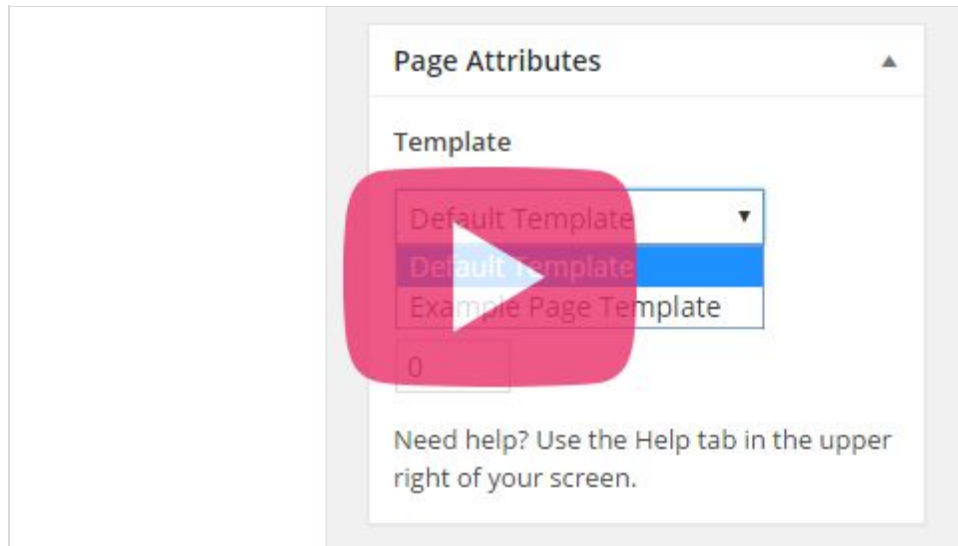 Page Attributes
Template
Default Template
Default Template
Example Page Template
0
Need help? Use the Help tab in the upper
right of your screen.